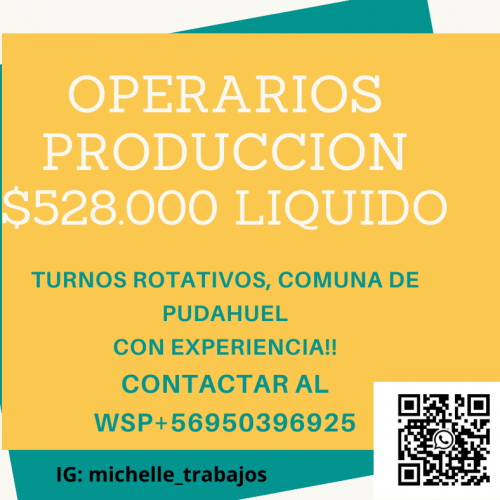 OPERARIOS
PRODUCCION
$528.000 LIQUIDO
TURNOS ROTATIVOS, COMUNA DE
PUDAHUEL
CON EXPERIENCIA!!
CONTACTAR AL
WSP+56950396925
IG: michelle_trabajos